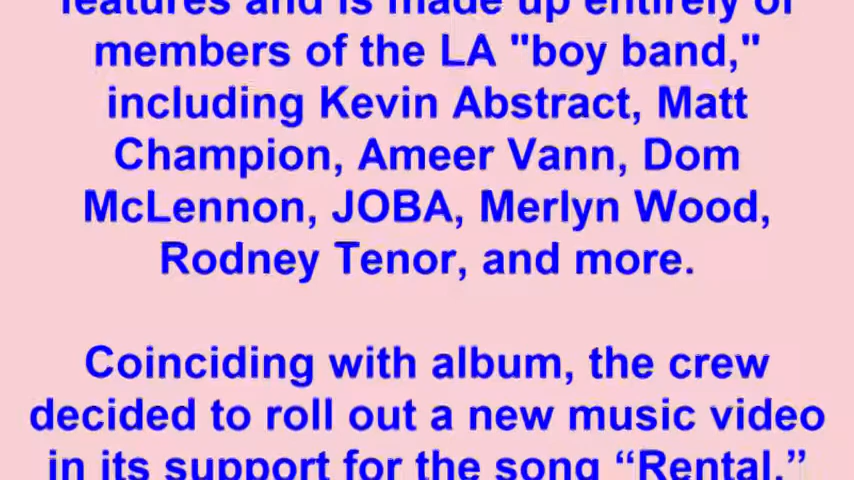 features and is made up entirely of
members of the LA "boy band,"
including Kevin Abstract, Matt
Champion, Ameer Vann, Dom
McLennon, JOBA, Merlyn Wood,
Rodney Tenor, and more.
Coinciding with album, the crew
decided to roll out a new music video
in its support for the song “Rental.”